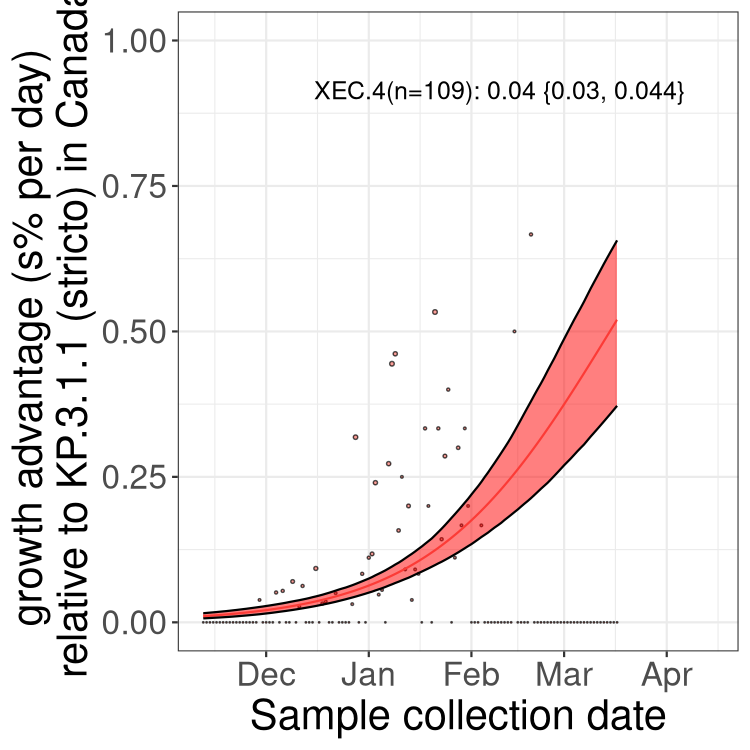 growth advantage (s% per day)
relative to KP.3.1.1 (stricto) in Canada
1.00
0.75
0.50
0.25
0.00
XEC.4(n=109): 0.04 {0.03, 0.044}
Dec Jan Feb Mar Apr
Sample collection date